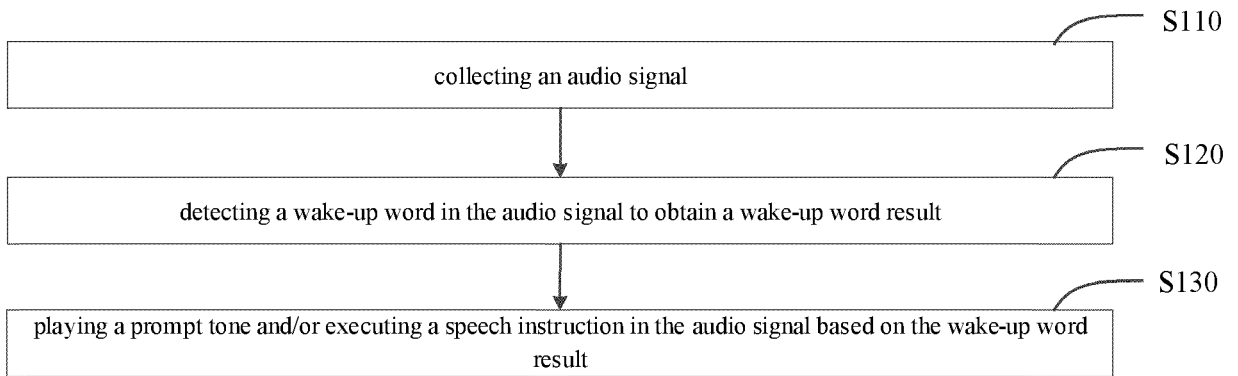 S110
collecting an audio signal
S120
detecting a wake-up word in the audio signal to obtain a wake-up word result
S130
playing a prompt tone and/or executing a speech instruction in the audio signal based on the wake-up word
result